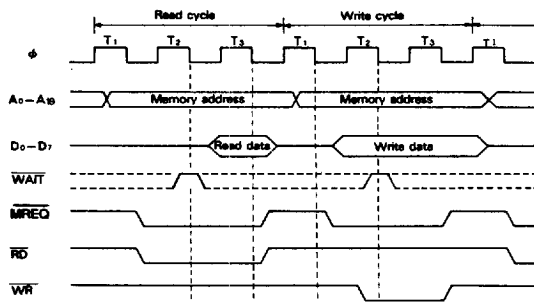 Read cycle Write cycle
T1 T2 T3 T1 T2 T3 T1
φ
A0–A19 Memory address Memory address
D0–D7 Read data Write data
WAIT
MREQ
RD
WR